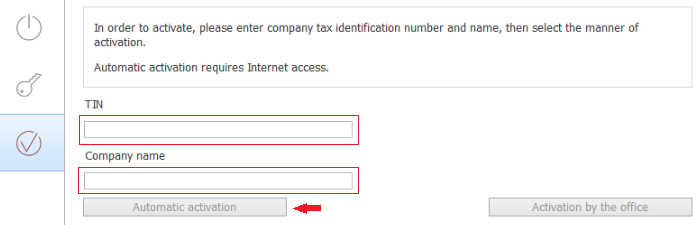 In order to activate, please enter company tax identification number and name, then select the manner of
activation.
Automatic activation requires Internet access.
TIN
Company name
Automatic activation
Activation by the office